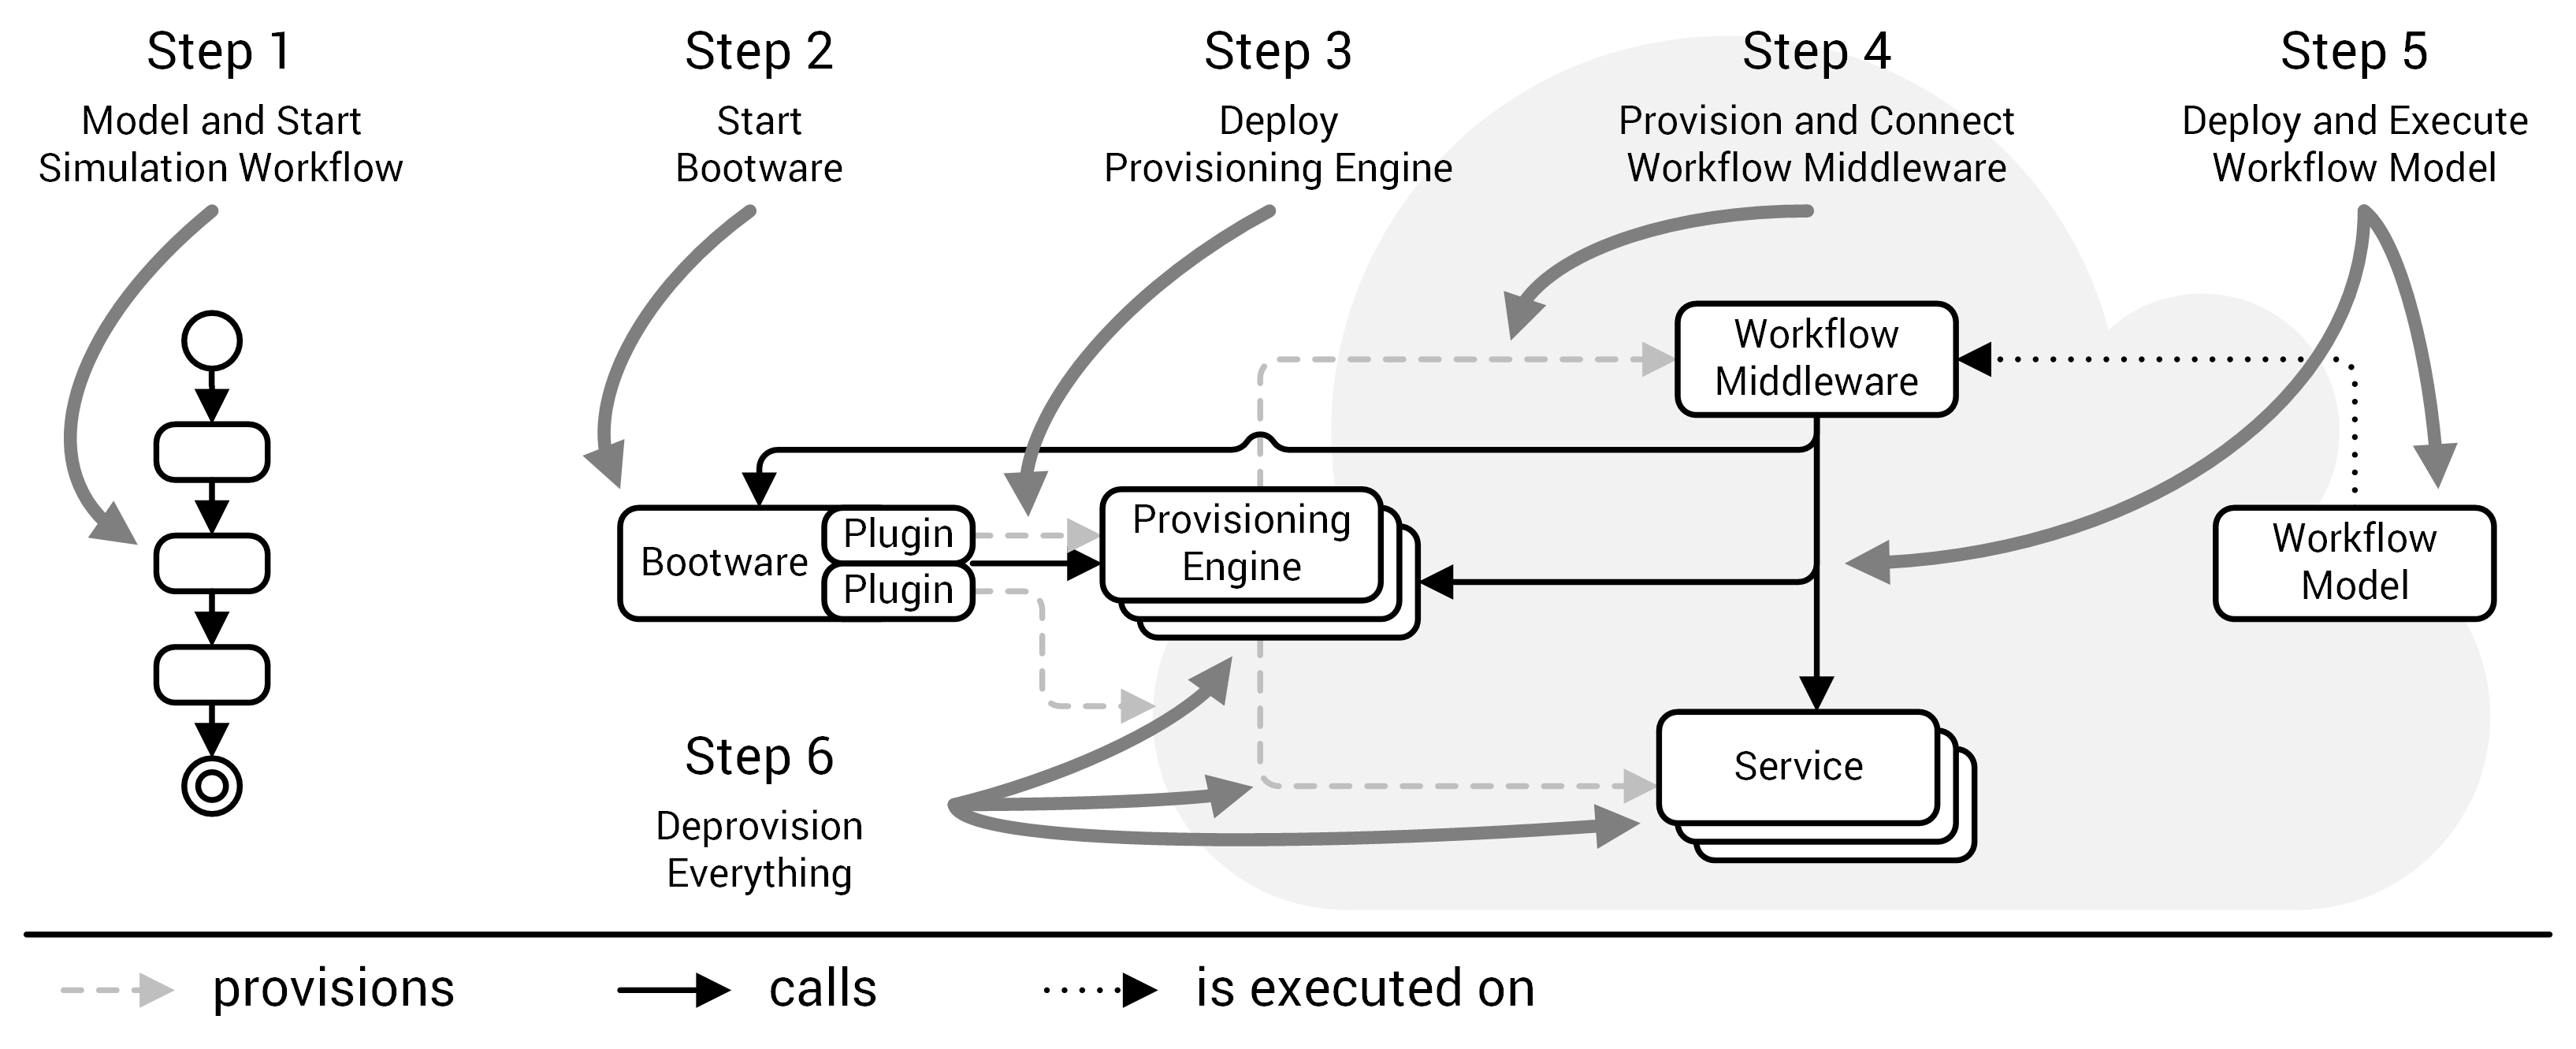 Step 1
Model and Start
Simulation Workflow
Step 2
Start
Bootware
Step 3
Deploy
Provisioning Engine
Step 4
Provision and Connect
Workflow Middleware
Step 5
Deploy and Execute
Workflow Model
Workflow
Middleware
Bootware
Plugin
Plugin
Provisioning
Engine
Workflow
Model
Step 6
Deprovision
Everything
Service
provisions
calls
is executed on